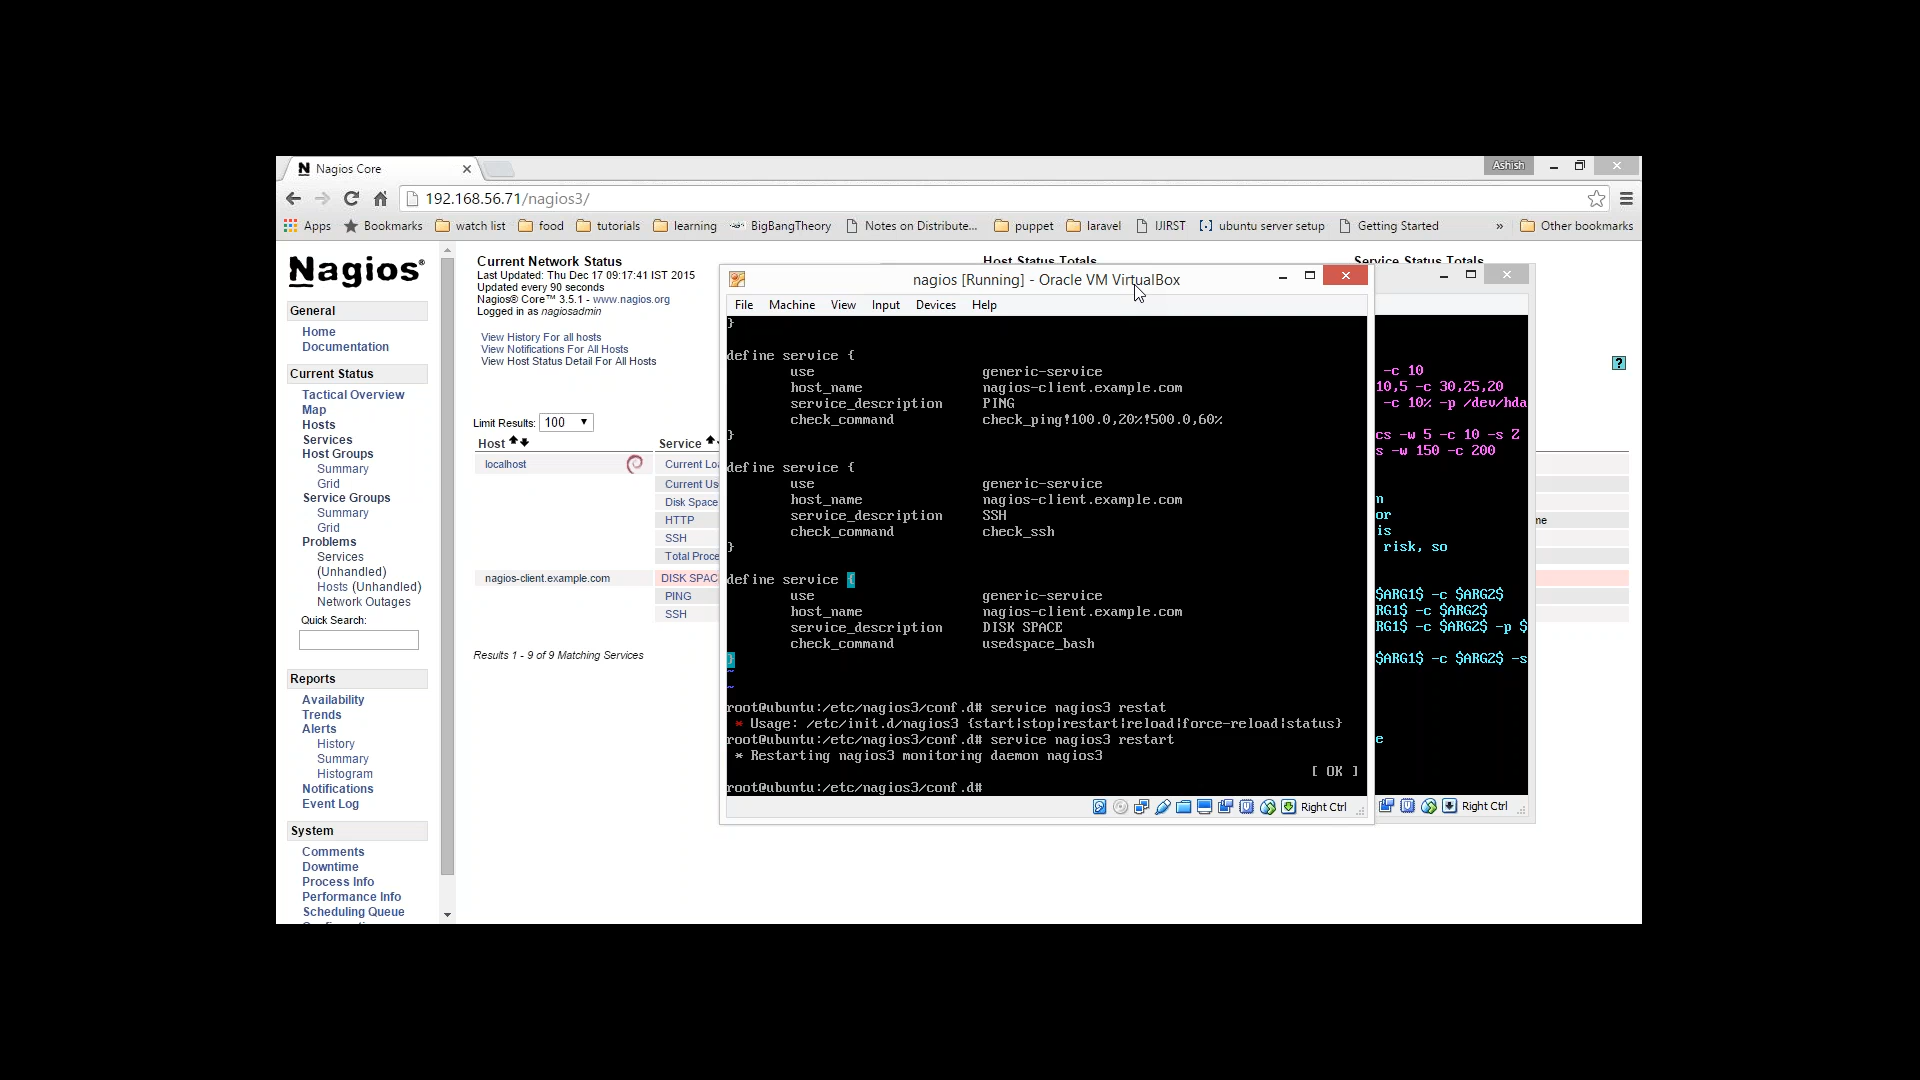 Nagios Core
Ashish
192.168.56.71/nagios3/
Apps Bookmarks watch list food tutorials learning BigBangTheory Notes on Distribute... puppet laravel IJIRST ubuntu server setup Getting Started » Other bookmarks
Nagios®
General
Home
Documentation
Current Status
Tactical Overview
Map
Hosts
Services
Host Groups
Summary
Grid
Service Groups
Summary
Grid
Problems
Services
(Unhandled)
Hosts (Unhandled)
Network Outages
Quick Search:
Reports
Availability
Trends
Alerts
History
Summary
Histogram
Notifications
Event Log
System
Comments
Downtime
Process Info
Performance Info
Scheduling Queue
Current Network Status
Last Updated: Thu Dec 17 09:17:41 IST 2015
Updated every 90 seconds
Nagios® Core™ 3.5.1 - www.nagios.org
Logged in as nagiosadmin
View History For all hosts
View Notifications For All Hosts
View Host Status Detail For All Hosts
Host Status Totals
Service Status Totals
Limit Results: 100
Host Service
localhost Current Loa
Current Us
Disk Space
HTTP
SSH
Total Proce
nagios-client.example.com DISK SPAC
PING
SSH
Results 1 - 9 of 9 Matching Services
nagios [Running] - Oracle VM VirtualBox
File Machine View Input Devices Help
}
define service {
use generic-service
host_name nagios-client.example.com
service_description PING
check_command check_ping!100.0,20%!500.0,60%
}
define service {
use generic-service
host_name nagios-client.example.com
service_description SSH
check_command check_ssh
}
define service {
use generic-service
host_name nagios-client.example.com
service_description DISK SPACE
check_command usedspace_bash
}
~
~
root@ubuntu:/etc/nagios3/conf.d# service nagios3 restat
* Usage: /etc/init.d/nagios3 {start|stop|restart|reload|force-reload|status}
root@ubuntu:/etc/nagios3/conf.d# service nagios3 restart
* Restarting nagios3 monitoring daemon nagios3
[ OK ]
root@ubuntu:/etc/nagios3/conf.d#
Right Ctrl
-c 10
10,5 -c 30,25,20
-c 10% -p /dev/hda
cs -w 5 -c 10 -s Z
s -w 150 -c 200
n
or
is
risk, so
$ARG1$ -c $ARG2$
RG1$ -c $ARG2$
RG1$ -c $ARG2$ -p $
$ARG1$ -c $ARG2$ -s
e
Right Ctrl
?
me